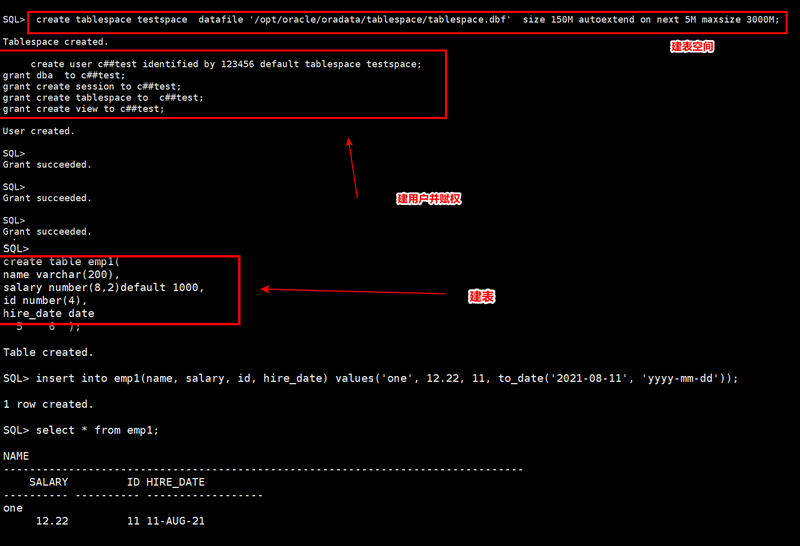 SQL> create tablespace testspace  datafile '/opt/oracle/oradata/tablespace/tablespace.dbf'  size 150M autoextend on next 5M maxsize 3000M;
Tablespace created.
建表空间
create user c##test identified by 123456 default tablespace testspace;
grant dba  to c##test;
grant create session to c##test;
grant create tablespace to  c##test;
grant create view to c##test;
User created.
SQL>
Grant succeeded.
SQL>
Grant succeeded.
建用户并赋权
SQL>
Grant succeeded.
SQL>
create table emp1(
name varchar(200),
salary number(8,2)default 1000,
id number(4),
建表
hire_date date
5    6  );
Table created.
SQL> insert into emp1(name, salary, id, hire_date) values('one', 12.22, 11, to_date('2021-08-11', 'yyyy-mm-dd'));
1 row created.
SQL> select * from emp1;
NAME
--------------------------------------------------------------------------------
SALARY         ID HIRE_DATE
---------- ---------- ------------------
one
12.22         11 11-AUG-21